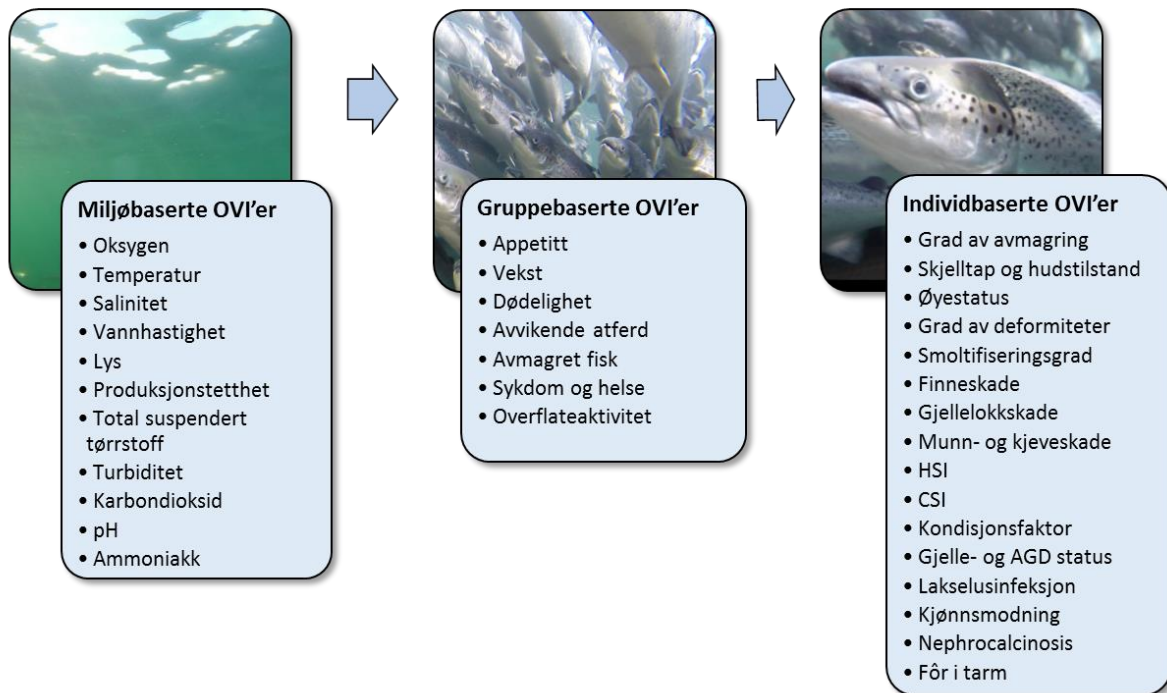 Miljøbaserte OVI'er
• Oksygen
• Temperatur
• Salinitet
• Vannhastighet
• Lys
• Produksjonstetthet
• Total suspendert
tørrstoff
• Turbiditet
• Karbondioksid
• pH
• Ammoniakk
Gruppebaserte OVI'er
• Appetitt
• Vekst
• Dødelighet
• Avvikende atferd
• Avmagret fisk
• Sykdom og helse
• Overflateaktivitet
Individbaserte OVI'er
• Grad av avmagring
• Skjelltap og hudstilstand
• Øyestatus
• Grad av deformiteter
• Smoltifiseringsgrad
• Finneskade
• Gjellelokkskade
• Munn- og kjeveskade
• HSI
• CSI
• Kondisjonsfaktor
• Gjelle- og AGD status
• Lakselusinfeksjon
• Kjønnsmodning
• Nephrocalcinosis
• Fôr i tarm